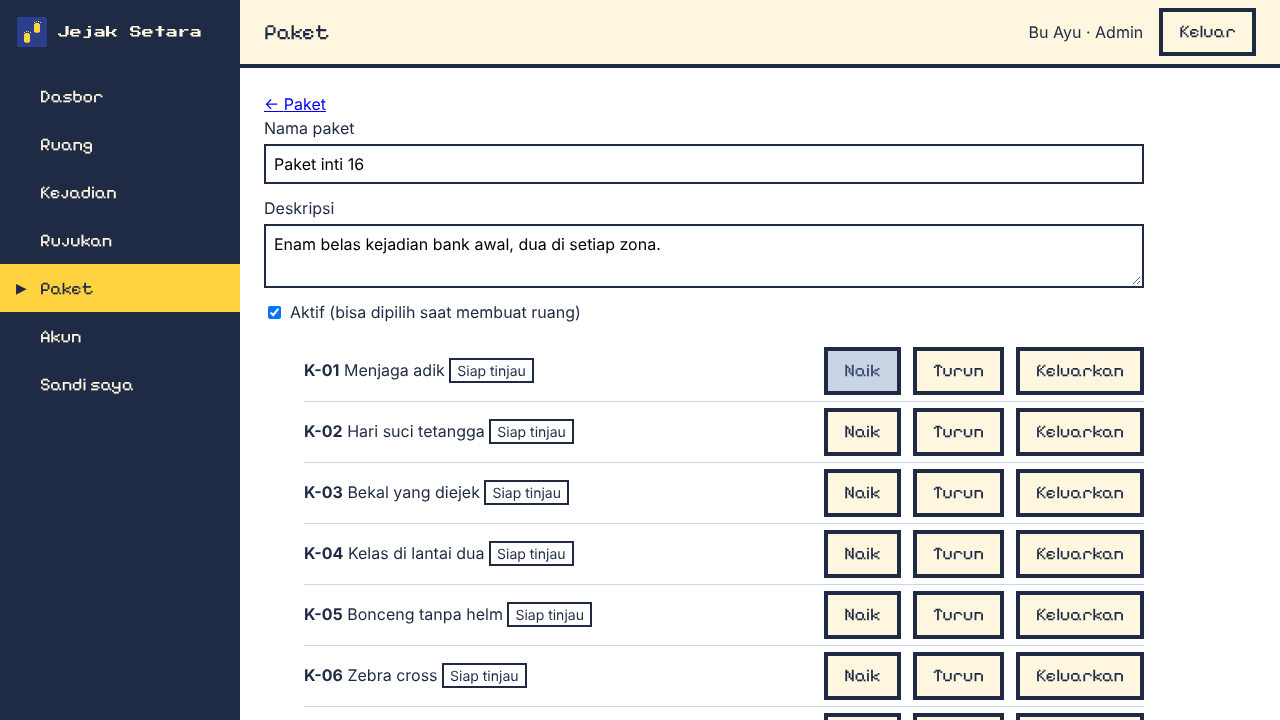 Jejak Setara
Paket
Bu Ayu · Admin
Keluar
Dasbor
Ruang
Kejadian
Rujukan
▶ Paket
Akun
Sandi saya
← Paket
Nama paket
Paket inti 16
Deskripsi
Enam belas kejadian bank awal, dua di setiap zona.
Aktif (bisa dipilih saat membuat ruang)
K-01 Menjaga adik Siap tinjau Naik Turun Keluarkan
K-02 Hari suci tetangga Siap tinjau Naik Turun Keluarkan
K-03 Bekal yang diejek Siap tinjau Naik Turun Keluarkan
K-04 Kelas di lantai dua Siap tinjau Naik Turun Keluarkan
K-05 Bonceng tanpa helm Siap tinjau Naik Turun Keluarkan
K-06 Zebra cross Siap tinjau Naik Turun Keluarkan